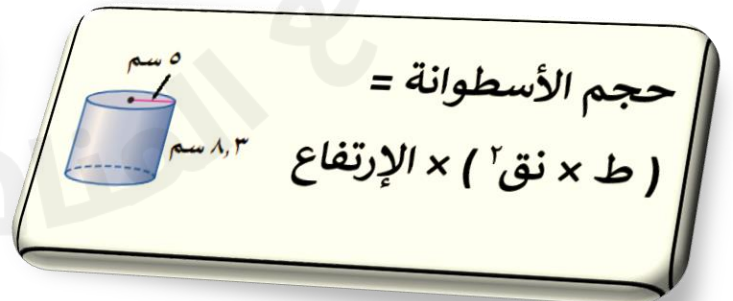 حجم الأسطوانة =
( ط × نق٢ ) × الإرتفاع
٥ سم
٨,٣ سم